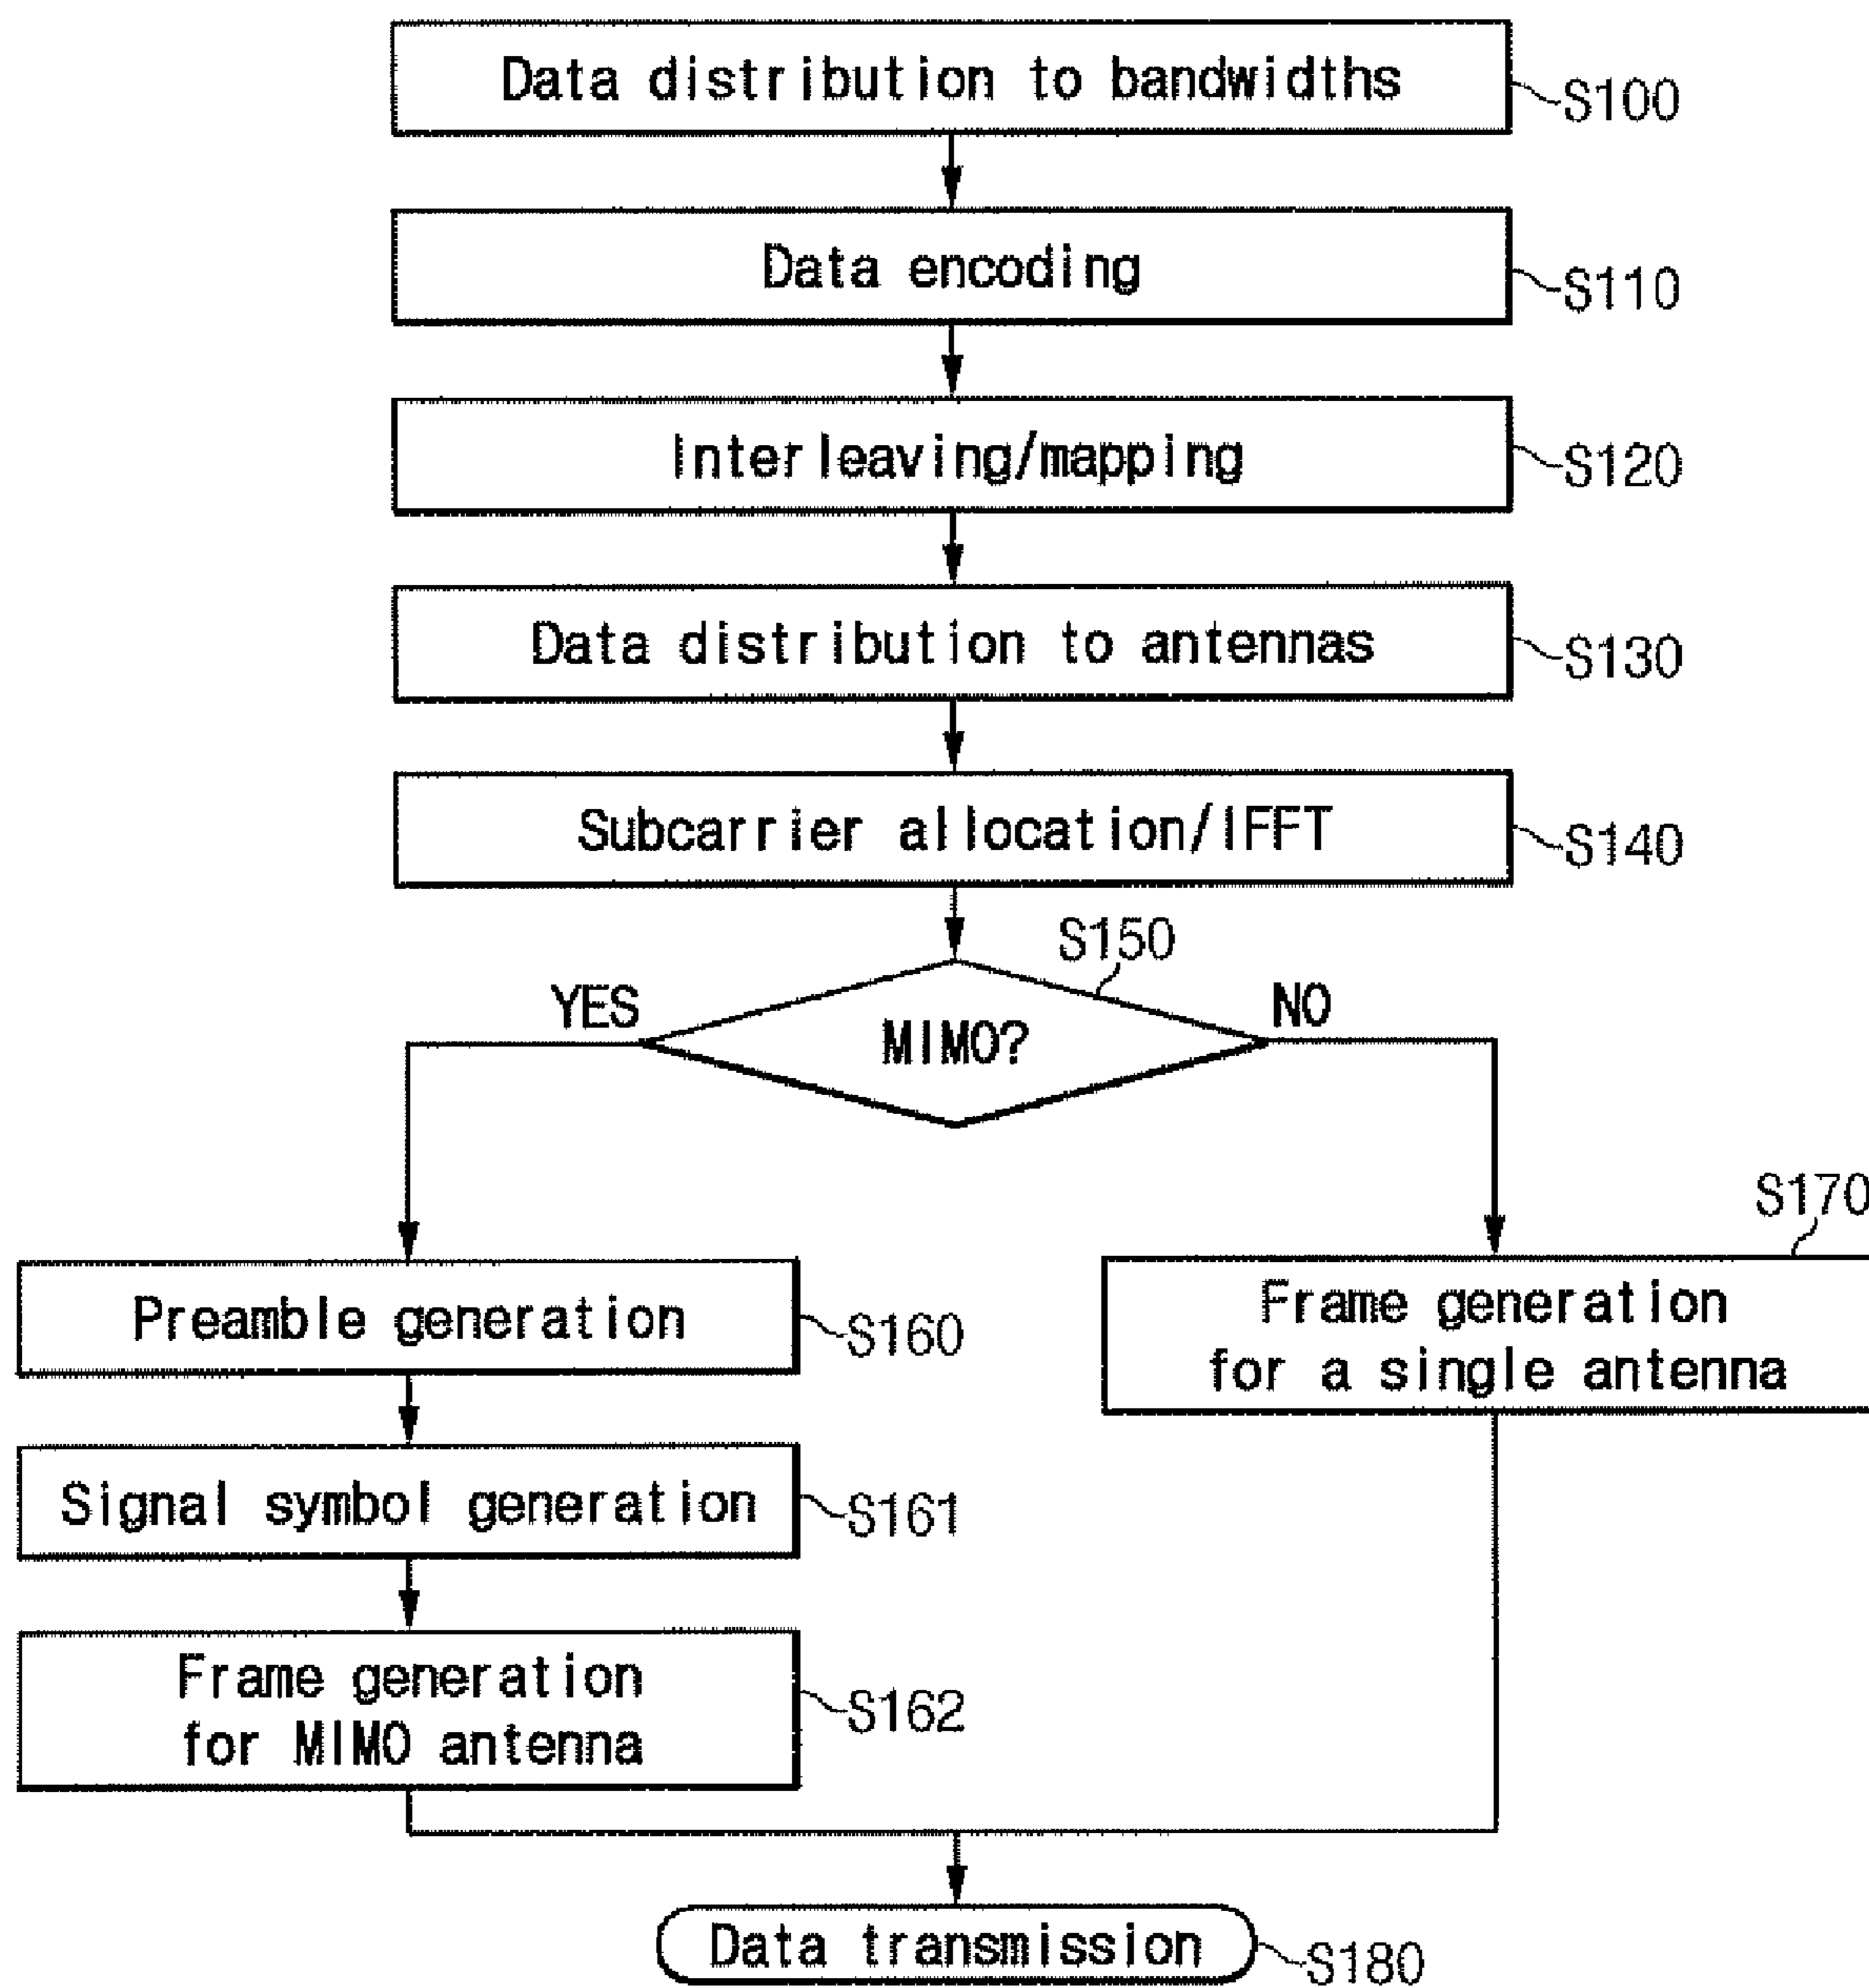 Data distribution to bandwidths
S100
Data encoding
S110
Interleaving/mapping
S120
Data distribution to antennas
S130
Subcarrier allocation/IFFT
S140
S150
YES
MIMO?
NO
S170
Preamble generation
S160
Frame generation
for a single antenna
Signal symbol generation
S161
Frame generation
for MIMO antenna
S162
Data transmission
S180